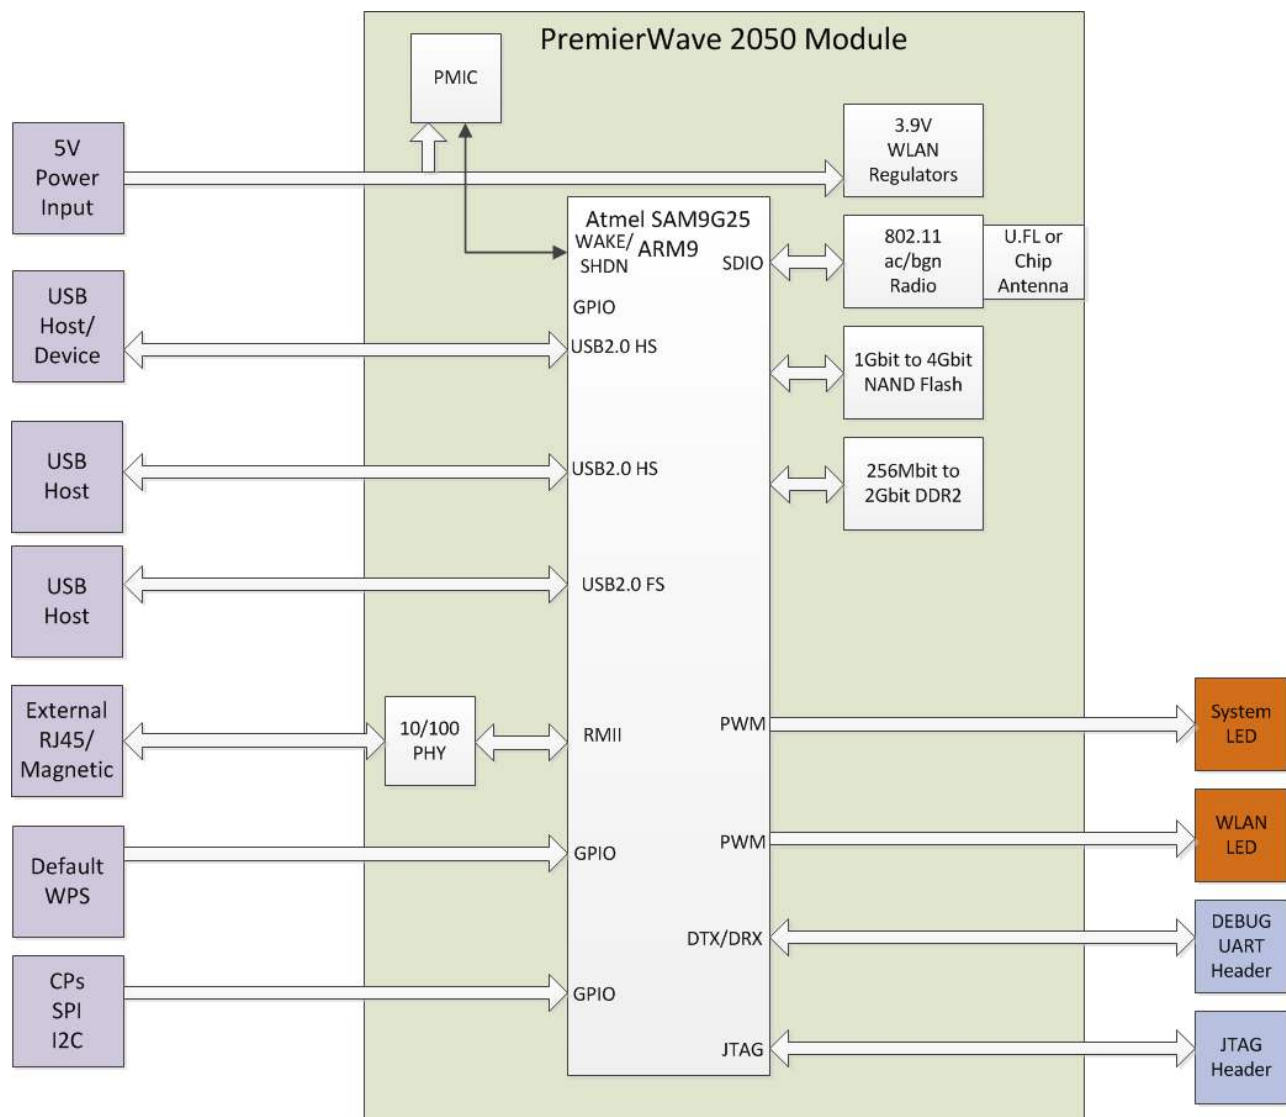 PremierWave 2050 Module
PMIC
5V
Power
Input
3.9V
WLAN
Regulators
Atmel SAM9G25
ARM9
WAKE/
SHDN
SDIO
802.11
ac/bgn
Radio
U.FL or
Chip
Antenna
USB
Host/
Device
GPIO
USB2.0 HS
1Gbit to 4Gbit
NAND Flash
USB
Host
USB2.0 HS
256Mbit to
2Gbit DDR2
USB
Host
USB2.0 FS
External
RJ45/
Magnetic
10/100
PHY
RMII
PWM
System
LED
Default
WPS
GPIO
PWM
WLAN
LED
DTX/DRX
DEBUG
UART
Header
CPs
SPI
I2C
GPIO
JTAG
JTAG
Header